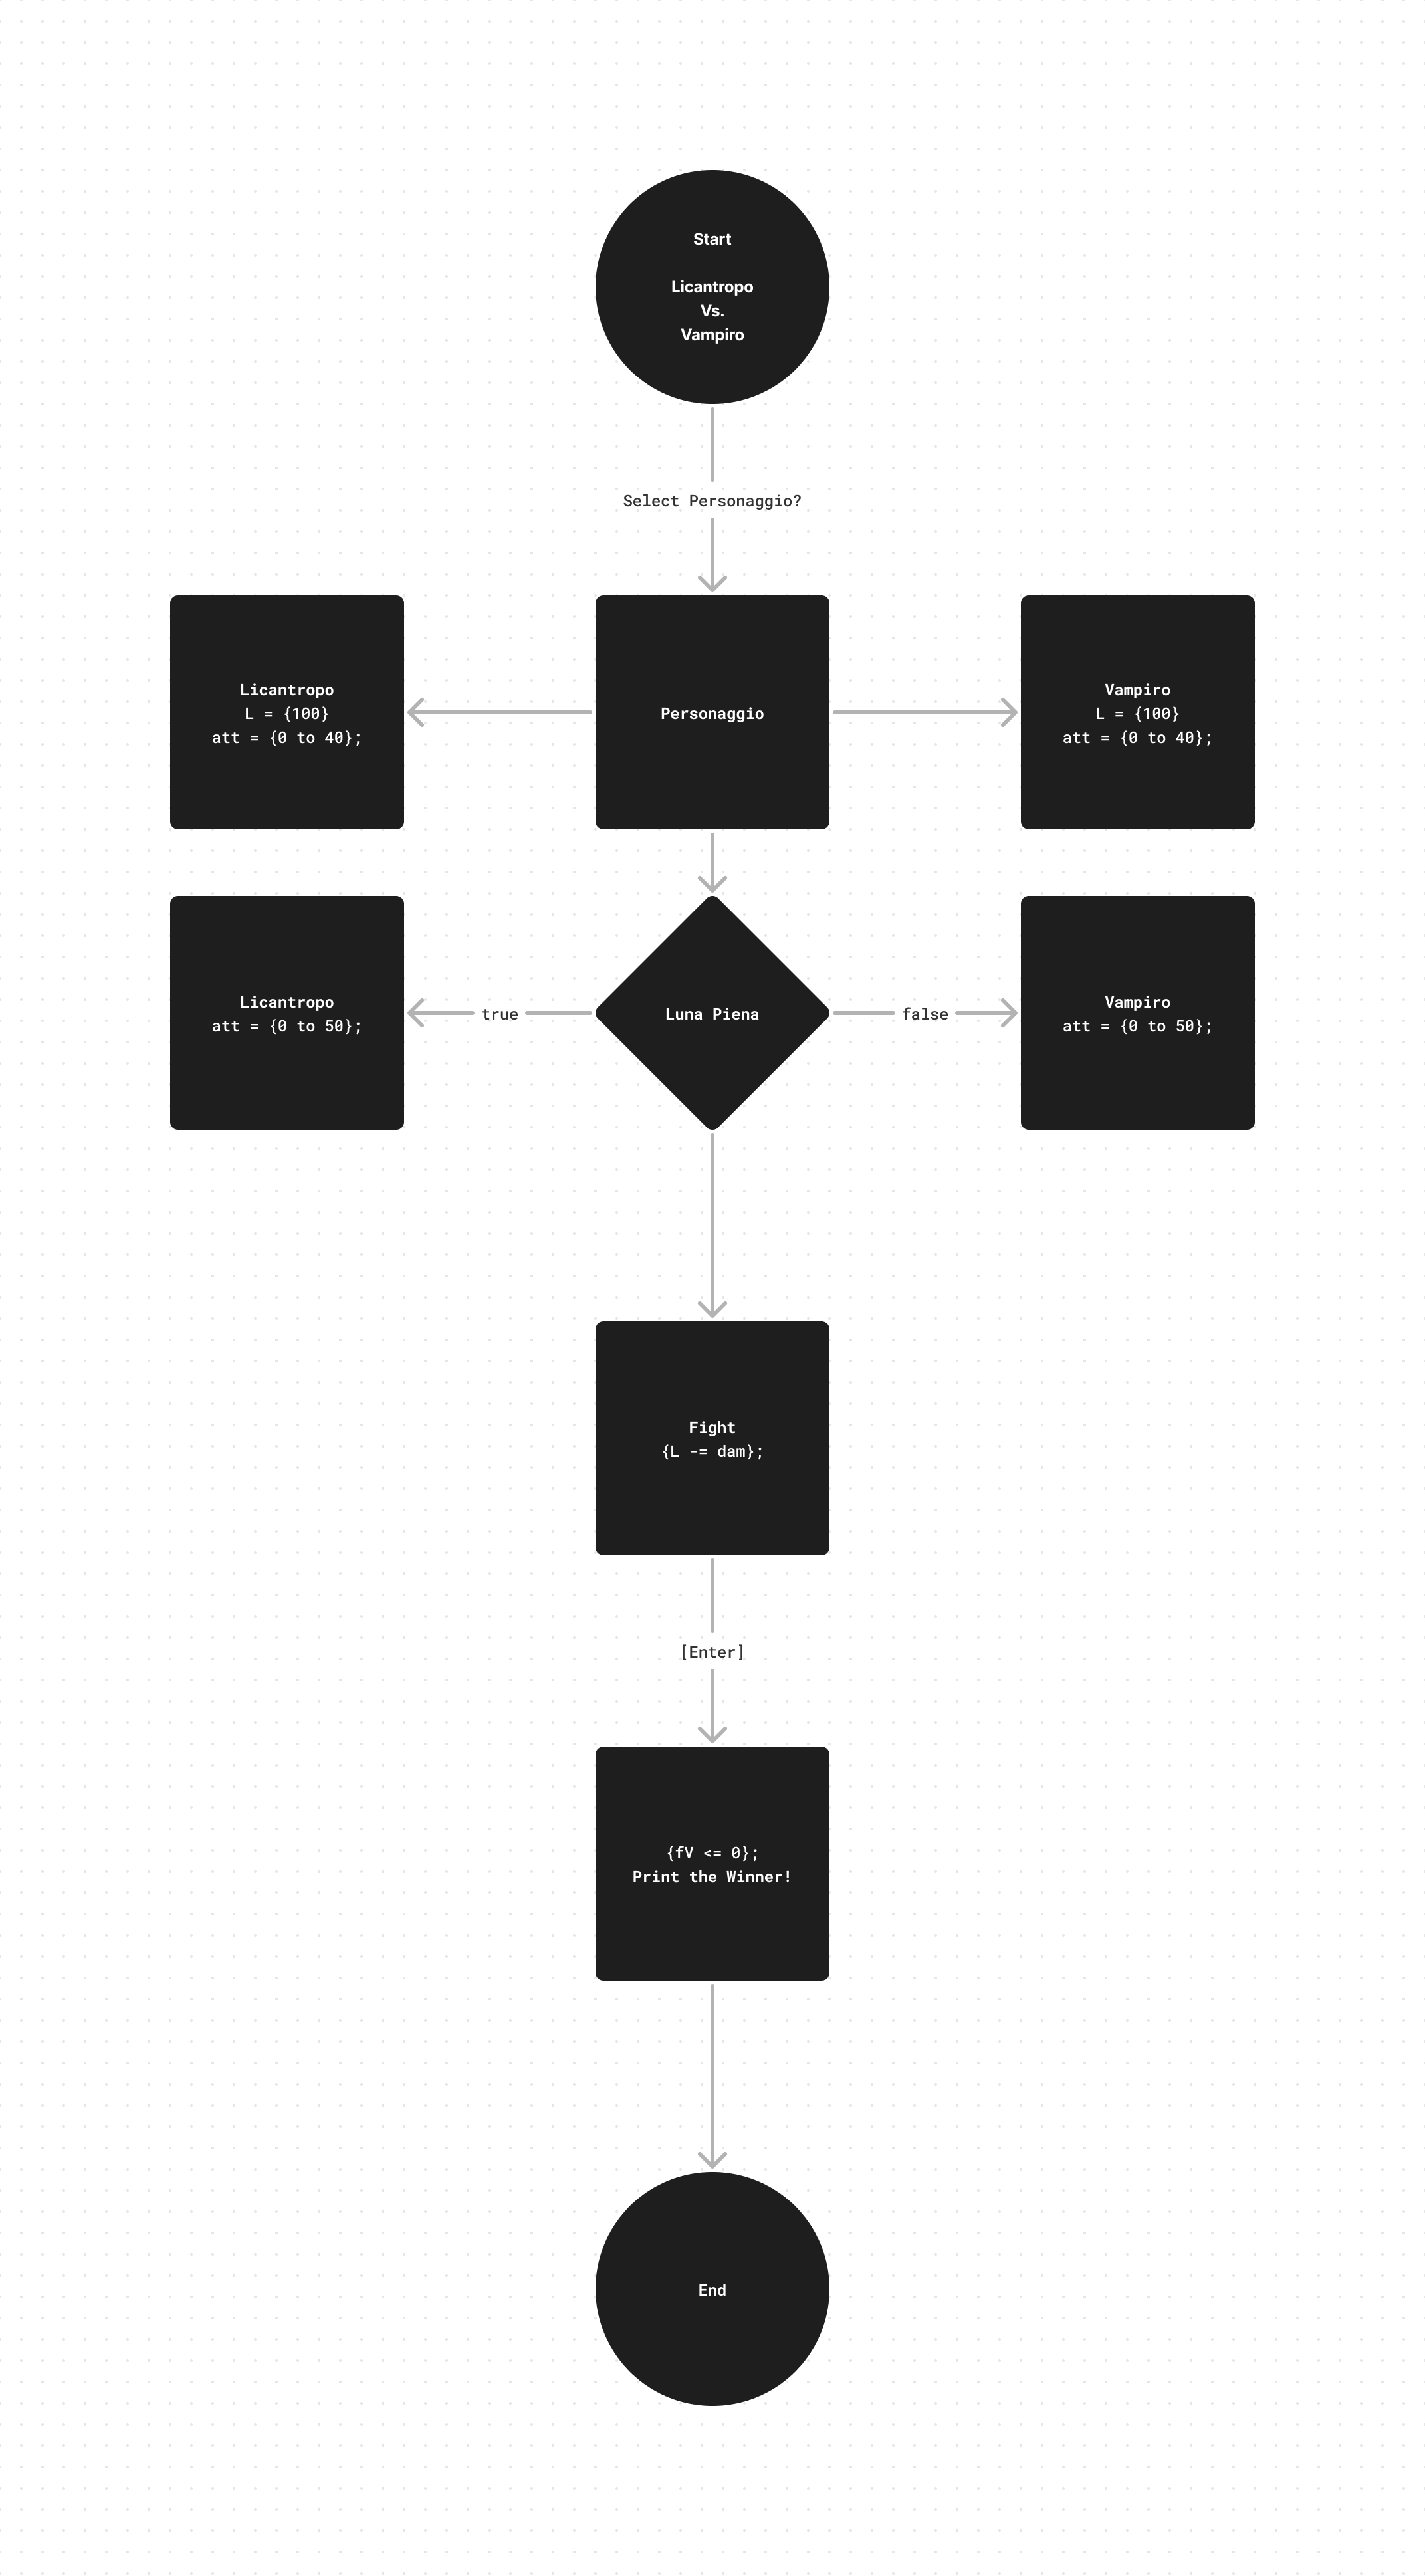 Start
Licantropo
Vs.
Vampiro
Select Personaggio?
Licantropo
L = {100}
att = {0 to 40};
Personaggio
Vampiro
L = {100}
att = {0 to 40};
Licantropo
att = {0 to 50};
true
Luna Piena
false
Vampiro
att = {0 to 50};
Fight
{L -= dam};
[Enter]
{fV <= 0};
Print the Winner!
End